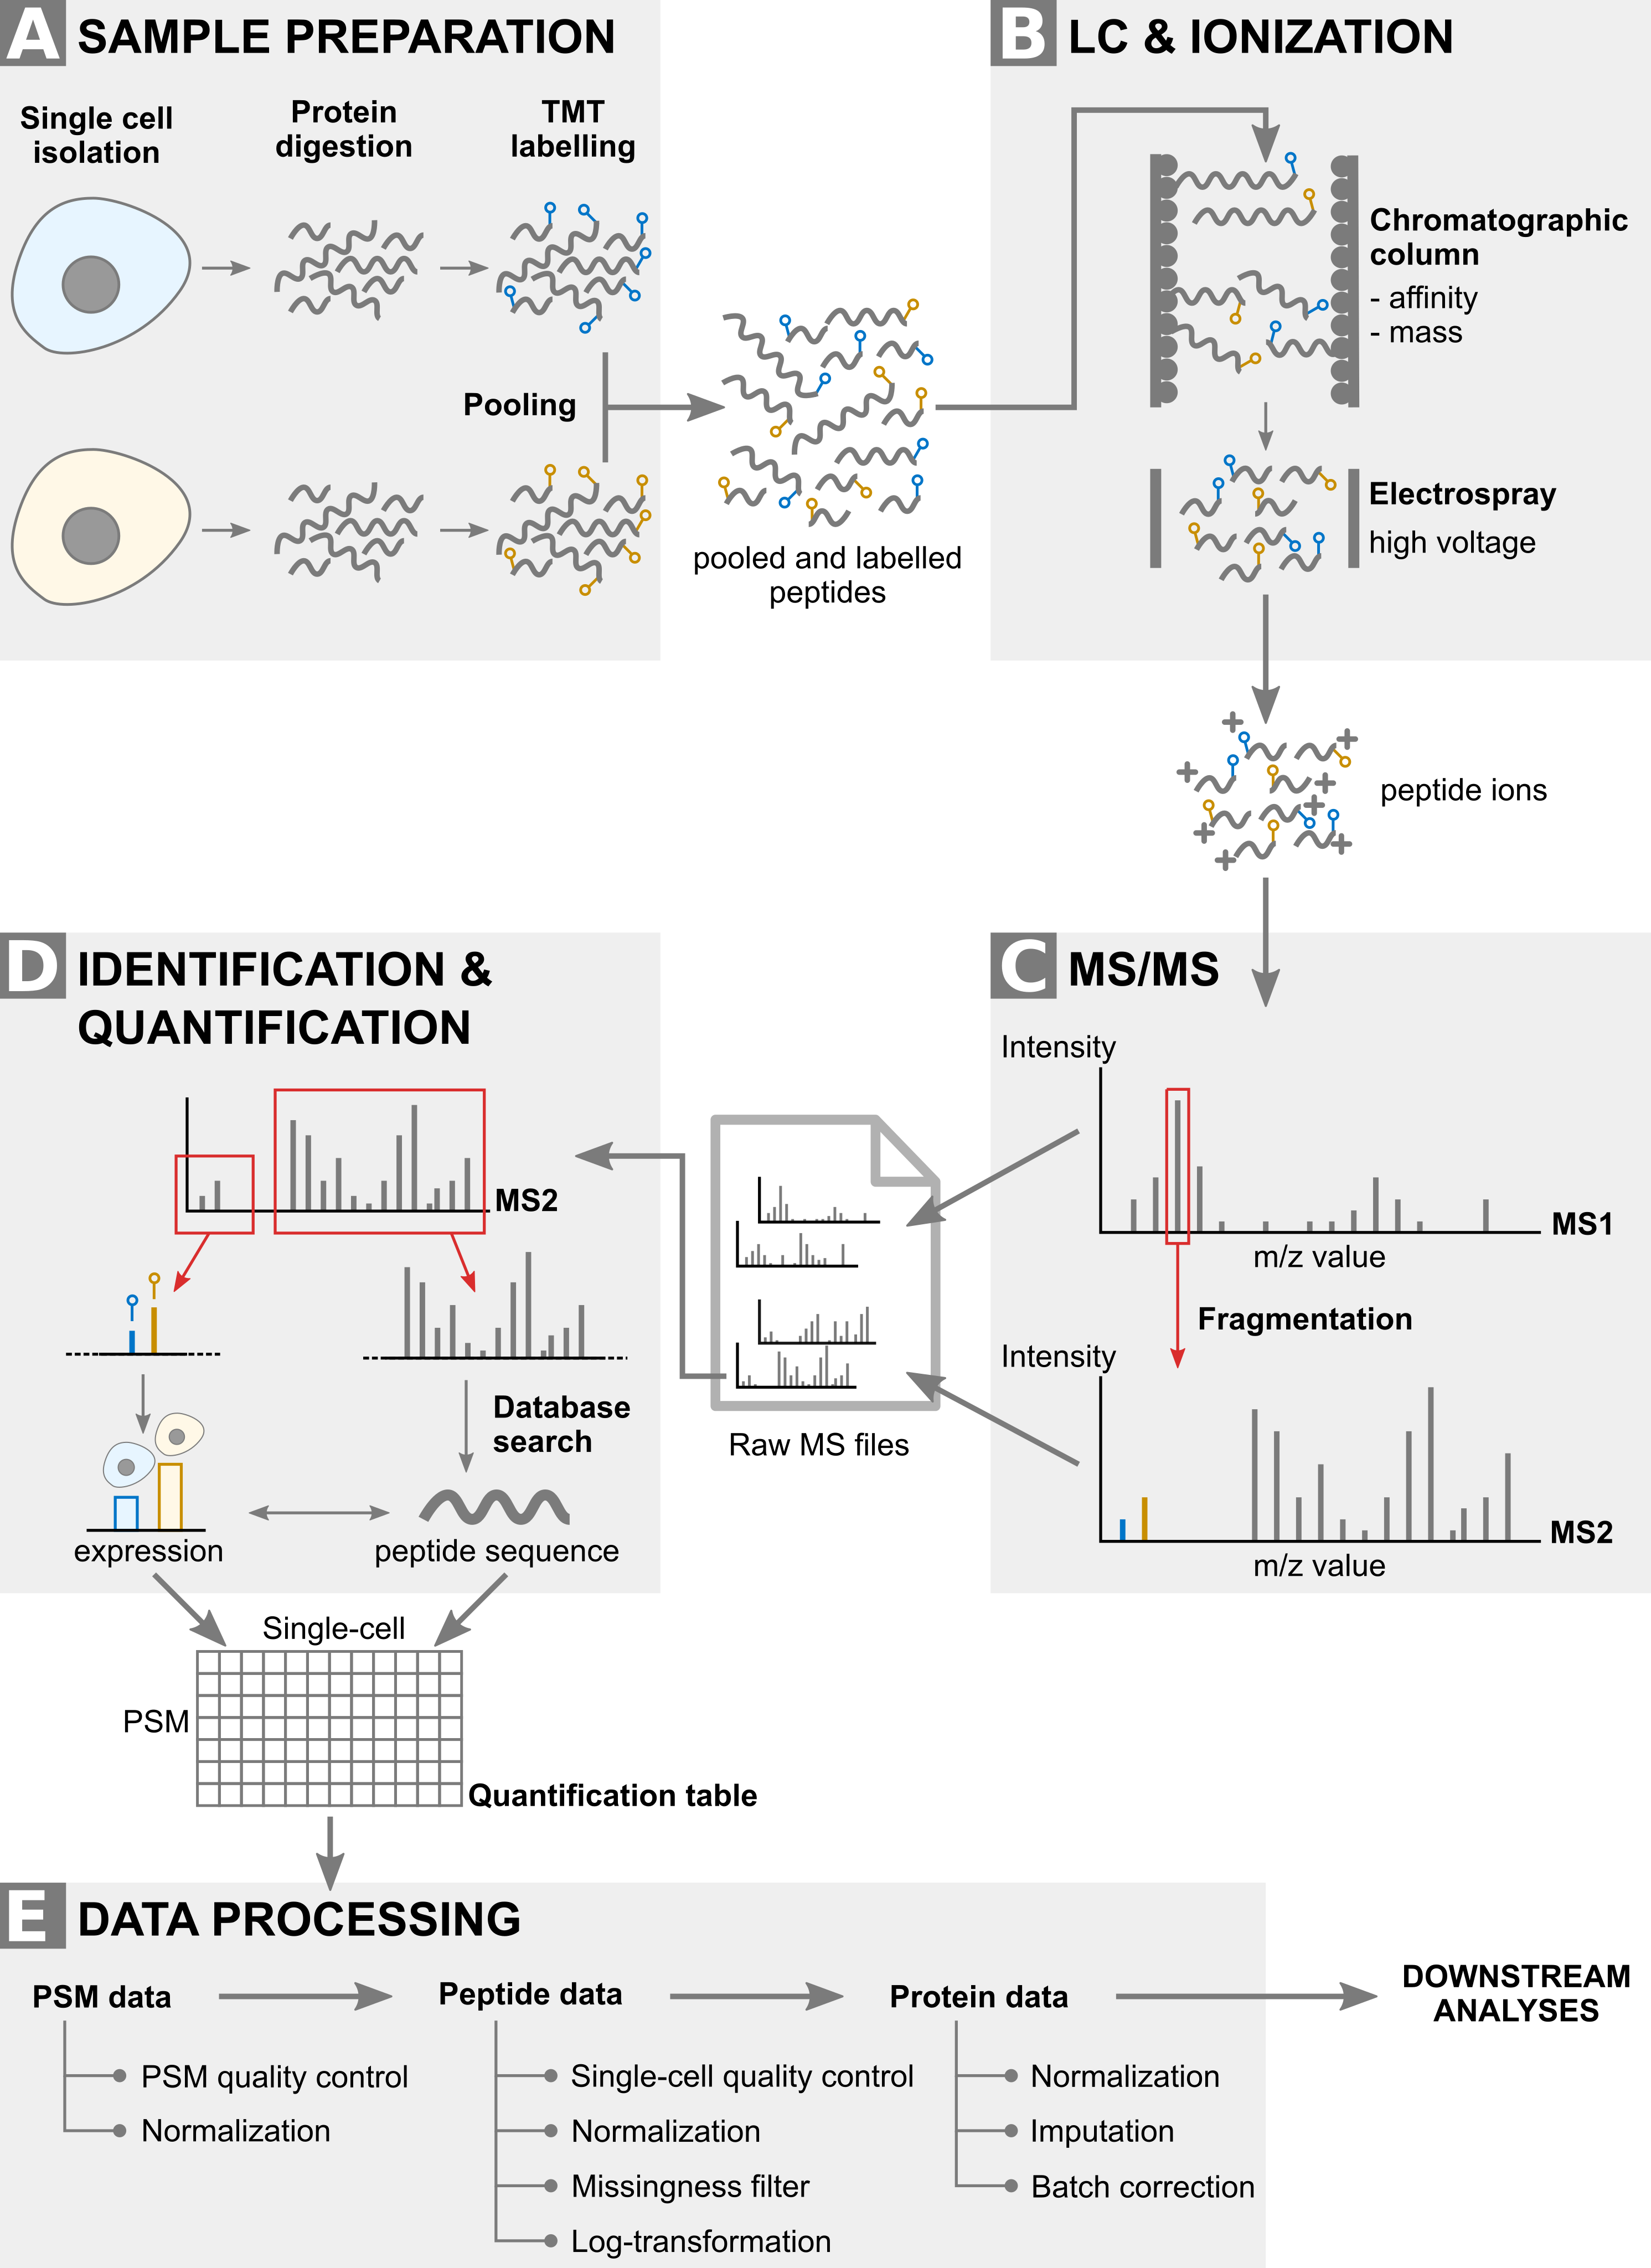 A SAMPLE PREPARATION
Single cell
isolation
Protein
digestion
TMT
labelling
Pooling
pooled and labelled
peptides
B LC & IONIZATION
Chromatographic
column
- affinity
- mass
Electrospray
high voltage
peptide ions
C MS/MS
Intensity
MS1
m/z value
Fragmentation
Intensity
MS2
m/z value
Raw MS files
D IDENTIFICATION &
QUANTIFICATION
MS2
Database
search
expression
peptide sequence
Single-cell
PSM
Quantification table
E DATA PROCESSING
PSM data
PSM quality control
Normalization
Peptide data
Single-cell quality control
Normalization
Missingness filter
Log-transformation
Protein data
Normalization
Imputation
Batch correction
DOWNSTREAM
ANALYSES